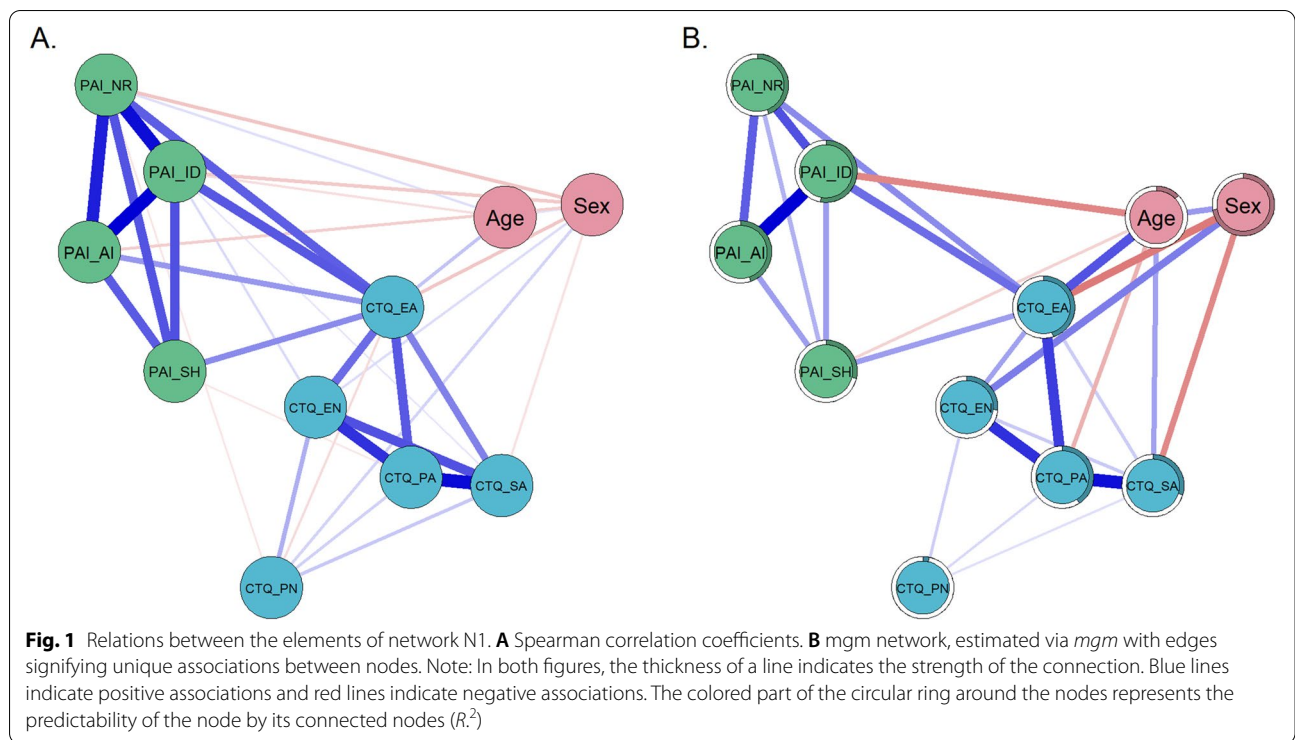 A.
B.
PAI_NR
PAI_ID
PAI_AI
PAI_SH
Age
Sex
CTQ_EA
CTQ_EN
CTQ_PA
CTQ_SA
CTQ_PN
PAI_NR
PAI_ID
PAI_AI
PAI_SH
Age
Sex
CTQ_EA
CTQ_EN
CTQ_PA
CTQ_SA
CTQ_PN
Fig. 1 Relations between the elements of network N1. A Spearman correlation coefficients. B mgm network, estimated via mgm with edges
signifying unique associations between nodes. Note: In both figures, the thickness of a line indicates the strength of the connection. Blue lines
indicate positive associations and red lines indicate negative associations. The colored part of the circular ring around the nodes represents the
predictability of the node by its connected nodes (R.²)